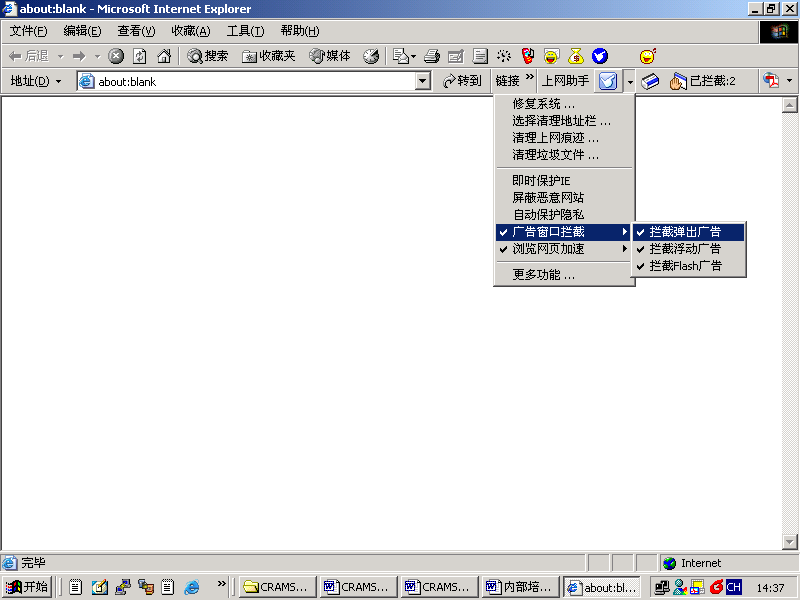 about:blank - Microsoft Internet Explorer
文件(F) 编辑(E) 查看(V) 收藏(A) 工具(T) 帮助(H)
后退 搜索 收藏夹 媒体
地址(D) about:blank 转到 链接 » 上网助手 已拦截:2
修复系统 ...
选择清理地址栏 ...
清理上网痕迹 ...
清理垃圾文件 ...
即时保护IE
屏蔽恶意网站
自动保护隐私
广告窗口拦截 拦截弹出广告
浏览网页加速 拦截浮动广告
拦截Flash广告
更多功能 ...
完毕 Internet
开始 » CRAMS... CRAMS... CRAMS... 内部培... about:bl... CH 14:37